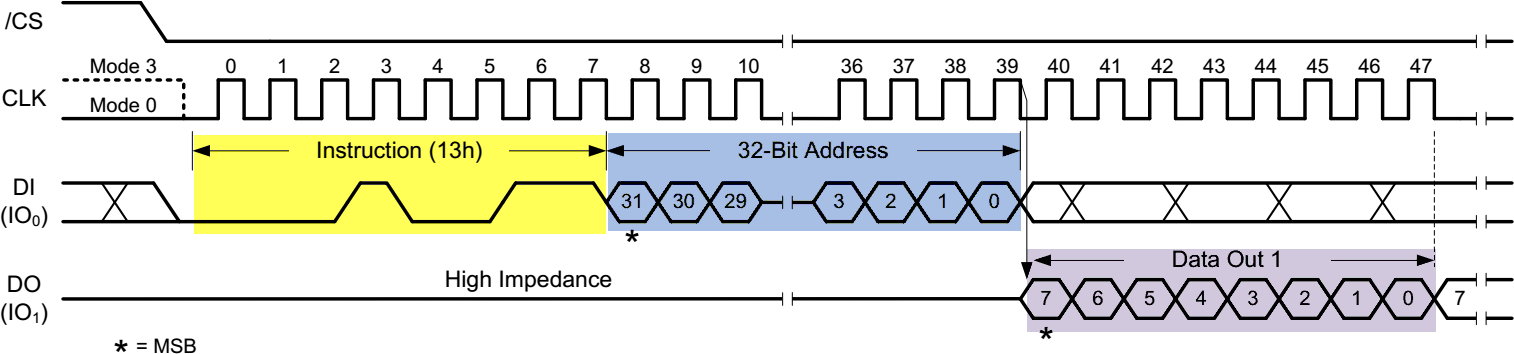 /CS
Mode 3
0 1 2 3 4 5 6 7 8 9 10 36 37 38 39 40 41 42 43 44 45 46 47
CLK
Mode 0
Instruction (13h) 32-Bit Address
DI
(IO₀)
31 30 29 3 2 1 0
*
Data Out 1
High Impedance
DO
(IO₁)
7 6 5 4 3 2 1 0 7
*
* = MSB